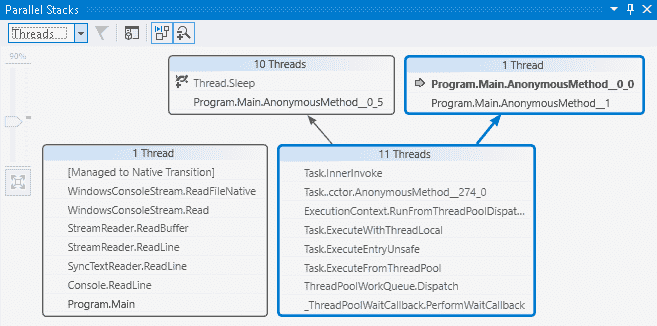 Parallel Stacks
Threads
90%
10 Threads
Thread.Sleep
Program.Main.AnonymousMethod__0_5
1 Thread
Program.Main.AnonymousMethod__0_0
Program.Main.AnonymousMethod__1
1 Thread
[Managed to Native Transition]
WindowsConsoleStream.ReadFileNative
WindowsConsoleStream.Read
StreamReader.ReadBuffer
StreamReader.ReadLine
SyncTextReader.ReadLine
Console.ReadLine
Program.Main
11 Threads
Task.InnerInvoke
Task..cctor.AnonymousMethod__274_0
ExecutionContext.RunFromThreadPoolDispat...
Task.ExecuteWithThreadLocal
Task.ExecuteEntryUnsafe
Task.ExecuteFromThreadPool
ThreadPoolWorkQueue.Dispatch
_ThreadPoolWaitCallback.PerformWaitCallback